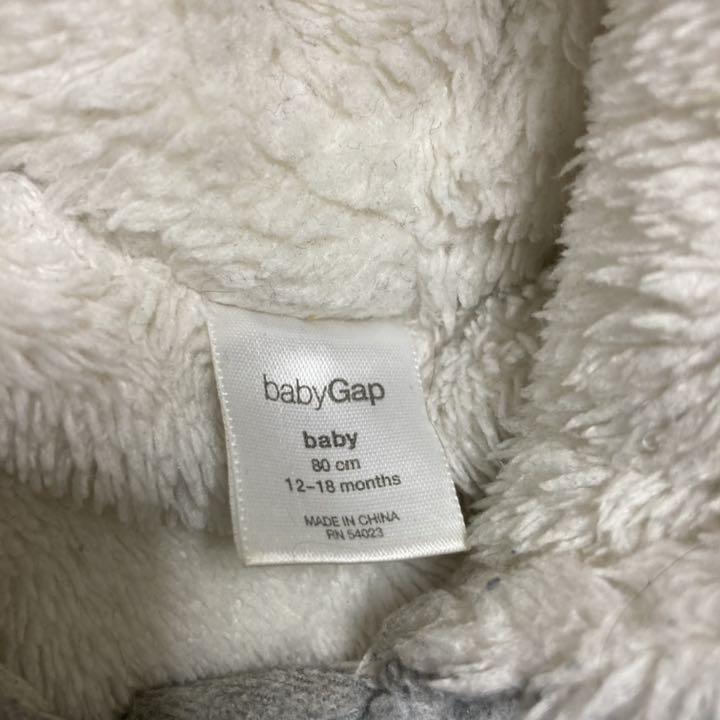 babyGap
baby
80 cm
12-18 months
MADE IN CHINA
RN 54023